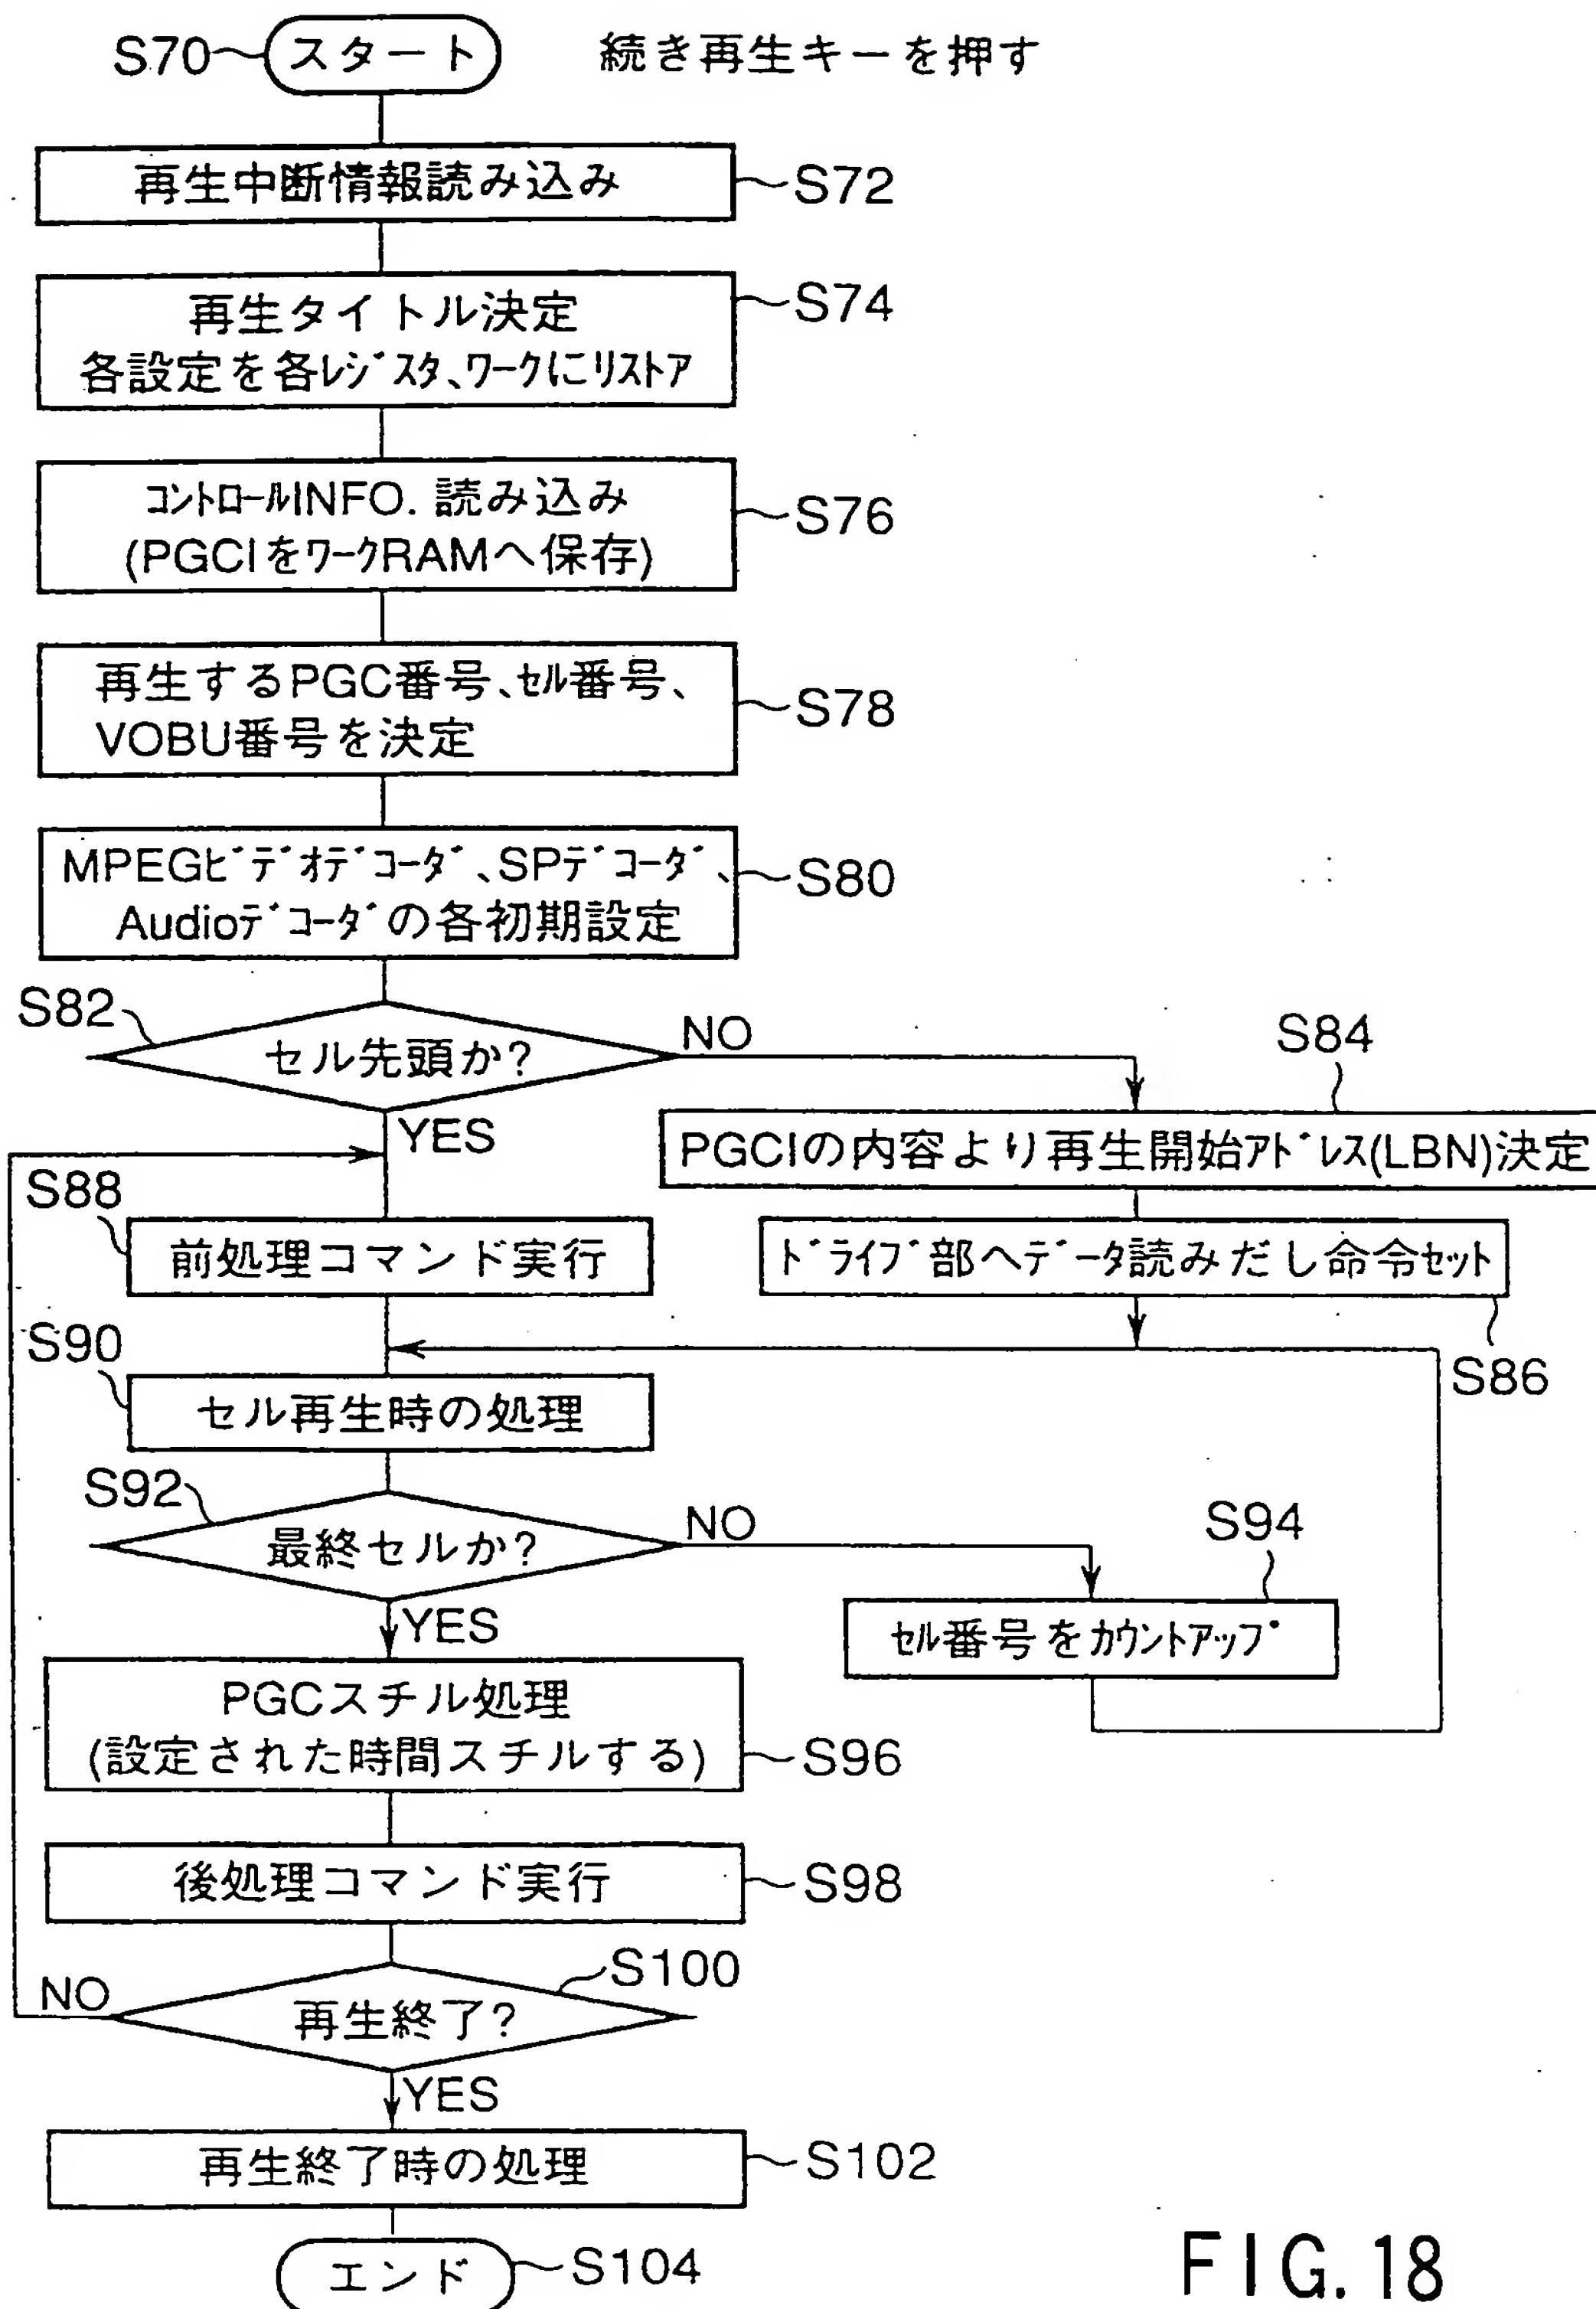 S70 スタート 続き再生キーを押す
再生中断情報読み込み S72
再生タイトル決定 S74
各設定を各レジスタ、ワークにリストア
コントロールINFO. 読み込み
(PGCIをワークRAMへ保存) S76
再生するPGC番号、セル番号、
VOBU番号を決定 S78
MPEGビデオデコーダ、SPデコーダ、 S80
Audioデコーダの各初期設定
S82 セル先頭か? NO
YES
S84
PGCIの内容より再生開始アドレス(LBN)決定
S88
前処理コマンド実行
ドライブ部へデータ読みだし命令セット
S86
S90
セル再生時の処理
S92 最終セルか? NO
YES
S94
セル番号をカウントアップ
PGCスチル処理
(設定された時間スチルする) S96
後処理コマンド実行 S98
S100
NO 再生終了?
YES
再生終了時の処理 S102
エンド S104
FIG. 18